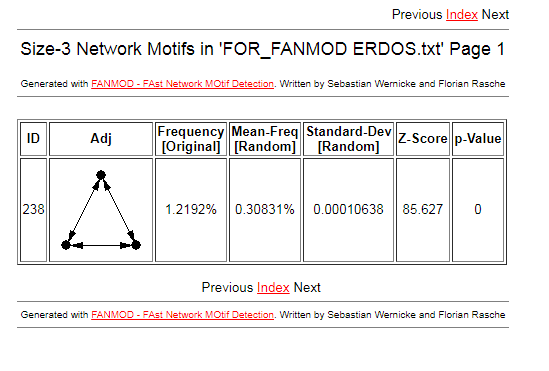 Previous Index Next
Size-3 Network Motifs in 'FOR_FANMOD ERDOS.txt' Page 1
Generated with FANMOD - FAst Network MOtif Detection. Written by Sebastian Wernicke and Florian Rasche
ID Adj Frequency [Original] Mean-Freq [Random] Standard-Dev [Random] Z-Score p-Value
238 1.2192% 0.30831% 0.00010638 85.627 0
Previous Index Next
Generated with FANMOD - FAst Network MOtif Detection. Written by Sebastian Wernicke and Florian Rasche